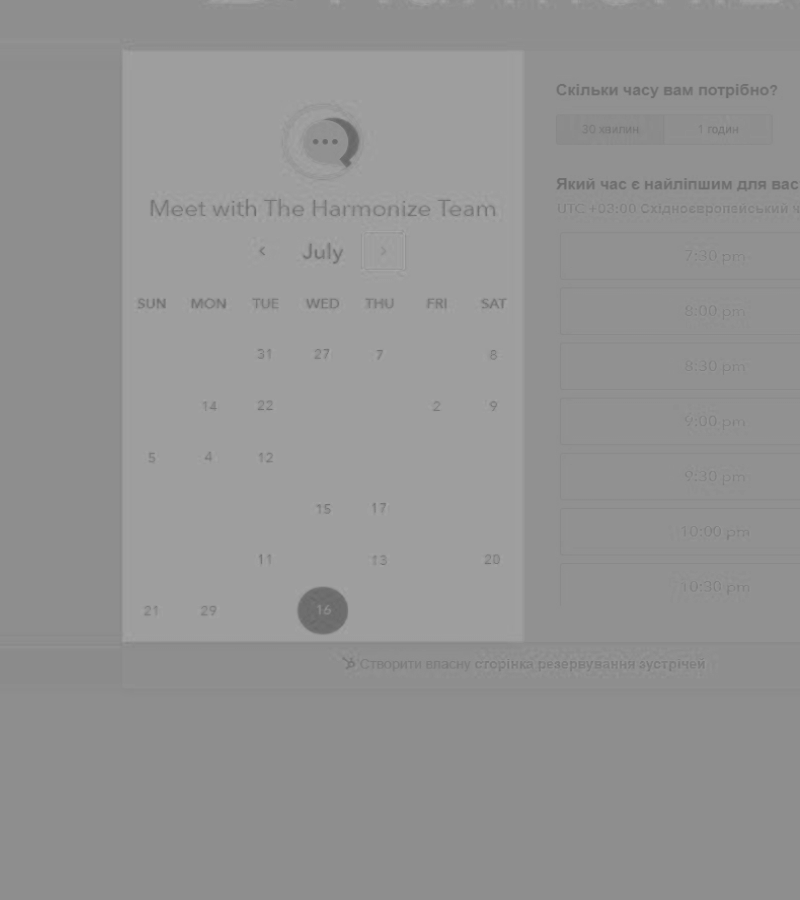 Meet with The Harmonize Team
July
SUN MON TUE WED THU FRI SAT
31 27 7 8
14 22 2 9
5 4 12
15 17
11 13 20
21 29 16
Скільки часу вам потрібно?
30 хвилин 1 годин
Який час є найліпшим для вас
UTC +03:00 Східноєвропейський ч
7:30 pm
8:00 pm
8:30 pm
9:00 pm
9:30 pm
10:00 pm
10:30 pm
Створити власну сторінка резервування зустрічей